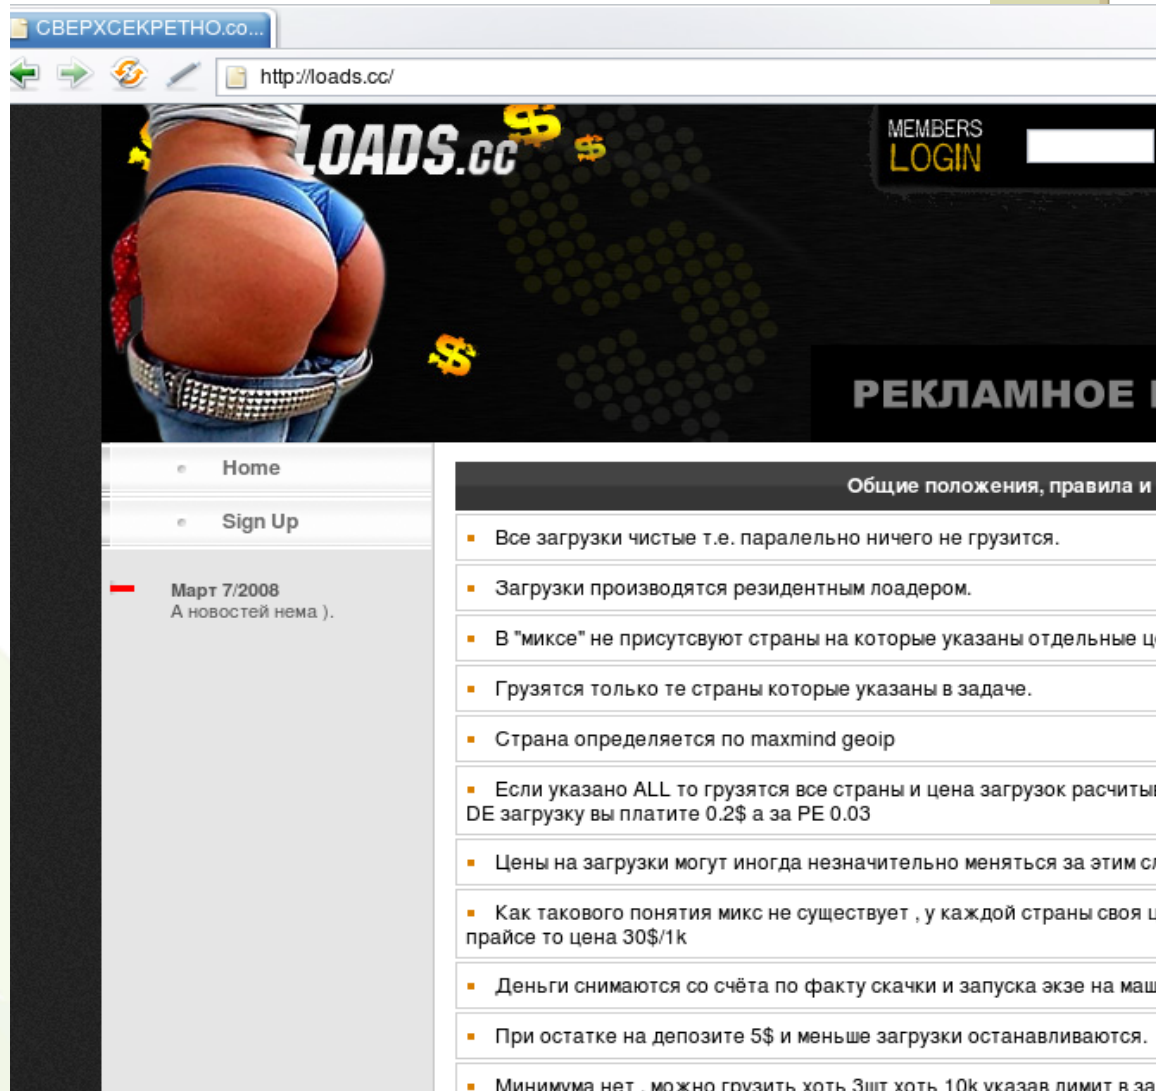 СВЕРХСЕКРЕТНО.co...
http://loads.cc/
LOADS.cc
MEMBERS
LOGIN
РЕКЛАМНОЕ
Home
Sign Up
Март 7/2008
А новостей нема ).
Общие положения, правила и
Все загрузки чистые т.е. паралельно ничего не грузится.
Загрузки производятся резидентным лоадером.
В "миксе" не присутсвуют страны на которые указаны отдельные
Грузятся только те страны которые указаны в задаче.
Страна определяется по maxmind geoip
Если указано ALL то грузятся все страны и цена загрузок
DE загрузку вы платите 0.2$ а за PE 0.03
Цены на загрузки могут иногда незначительно меняться за этим
Как такового понятия микс не существует , у каждой страны своя
прайсе то цена 30$/1k
Деньги снимаются со счёта по факту скачки и запуска экзе на
При остатке на депозите 5$ и меньше загрузки останавливаются.
Минимума нет , можно грузить хоть 3шт хоть 10k указав лимит в